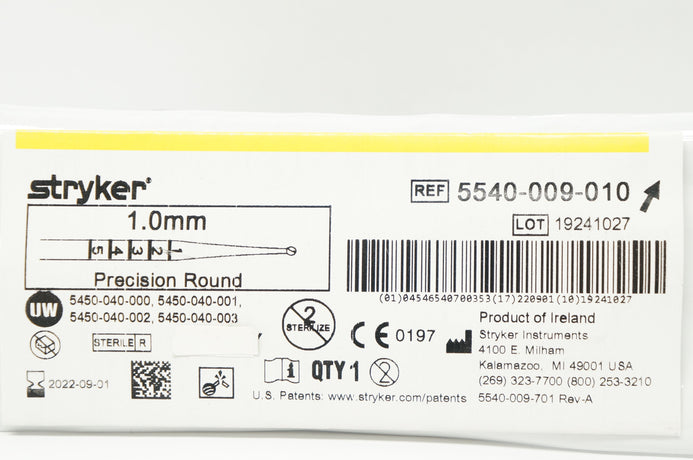 stryker®
REF 5540-009-010
LOT 19241027
1.0mm
5 4 3 2 1
Precision Round
(01)04546540700353(17)220901(10)19241027
UW 5450-040-000, 5450-040-001,
5450-040-002, 5450-040-003
2
STERILIZE
CE 0197
Product of Ireland
Stryker Instruments
4100 E. Milham
Kalamazoo, MI 49001 USA
(269) 323-7700 (800) 253-3210
STERILE R
2022-09-01
i QTY 1 2
U.S. Patents: www.stryker.com/patents
5540-009-701 Rev-A